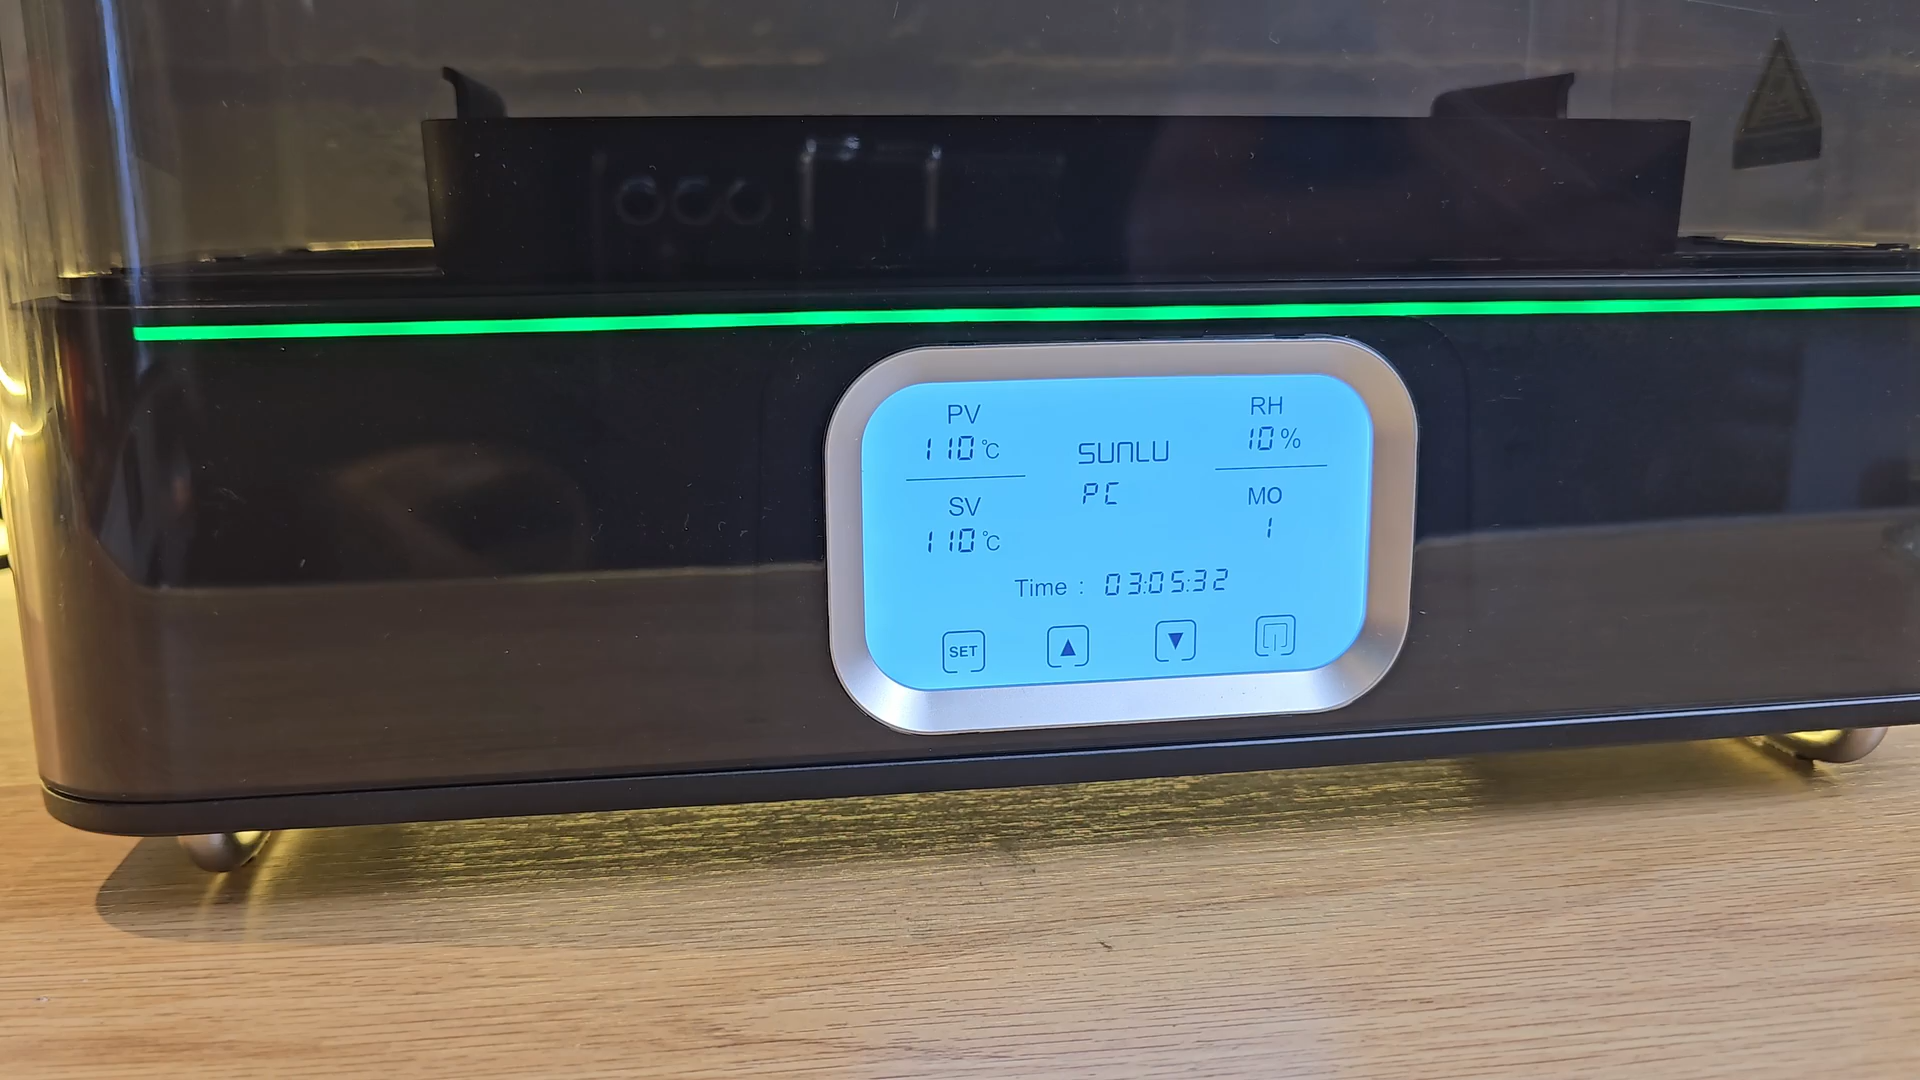 PV
110°C
SV
110°C
SUNLU
PC
RH
10%
MO
1
Time : 03:05:32
SET